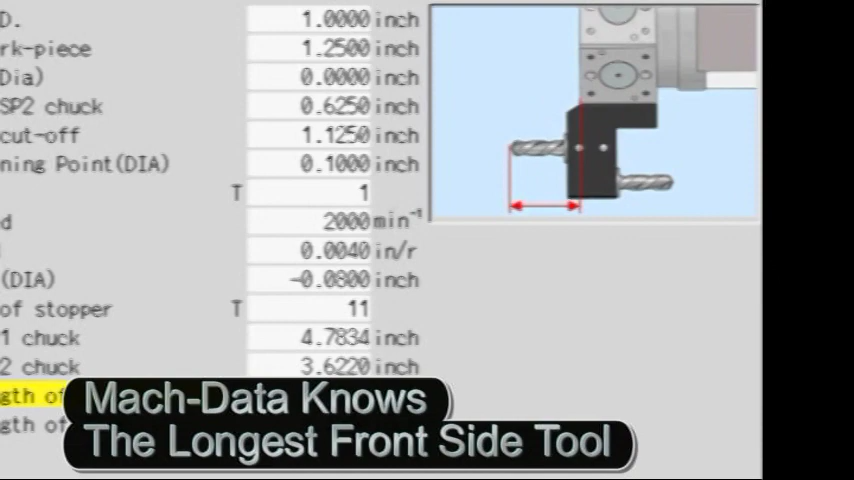 D. 1.0000 inch
rk-piece 1.2500 inch
Dia) 0.0000 inch
SP2 chuck 0.6250 inch
cut-off 1.1250 inch
ning Point(DIA) 0.1000 inch
T 1
d 2000 min-1
0.0040 in/r
(DIA) -0.0800 inch
of stopper T 11
1 chuck 4.7834 inch
2 chuck 3.6220 inch
gth of
Mach-Data Knows
gth of
The Longest Front Side Tool